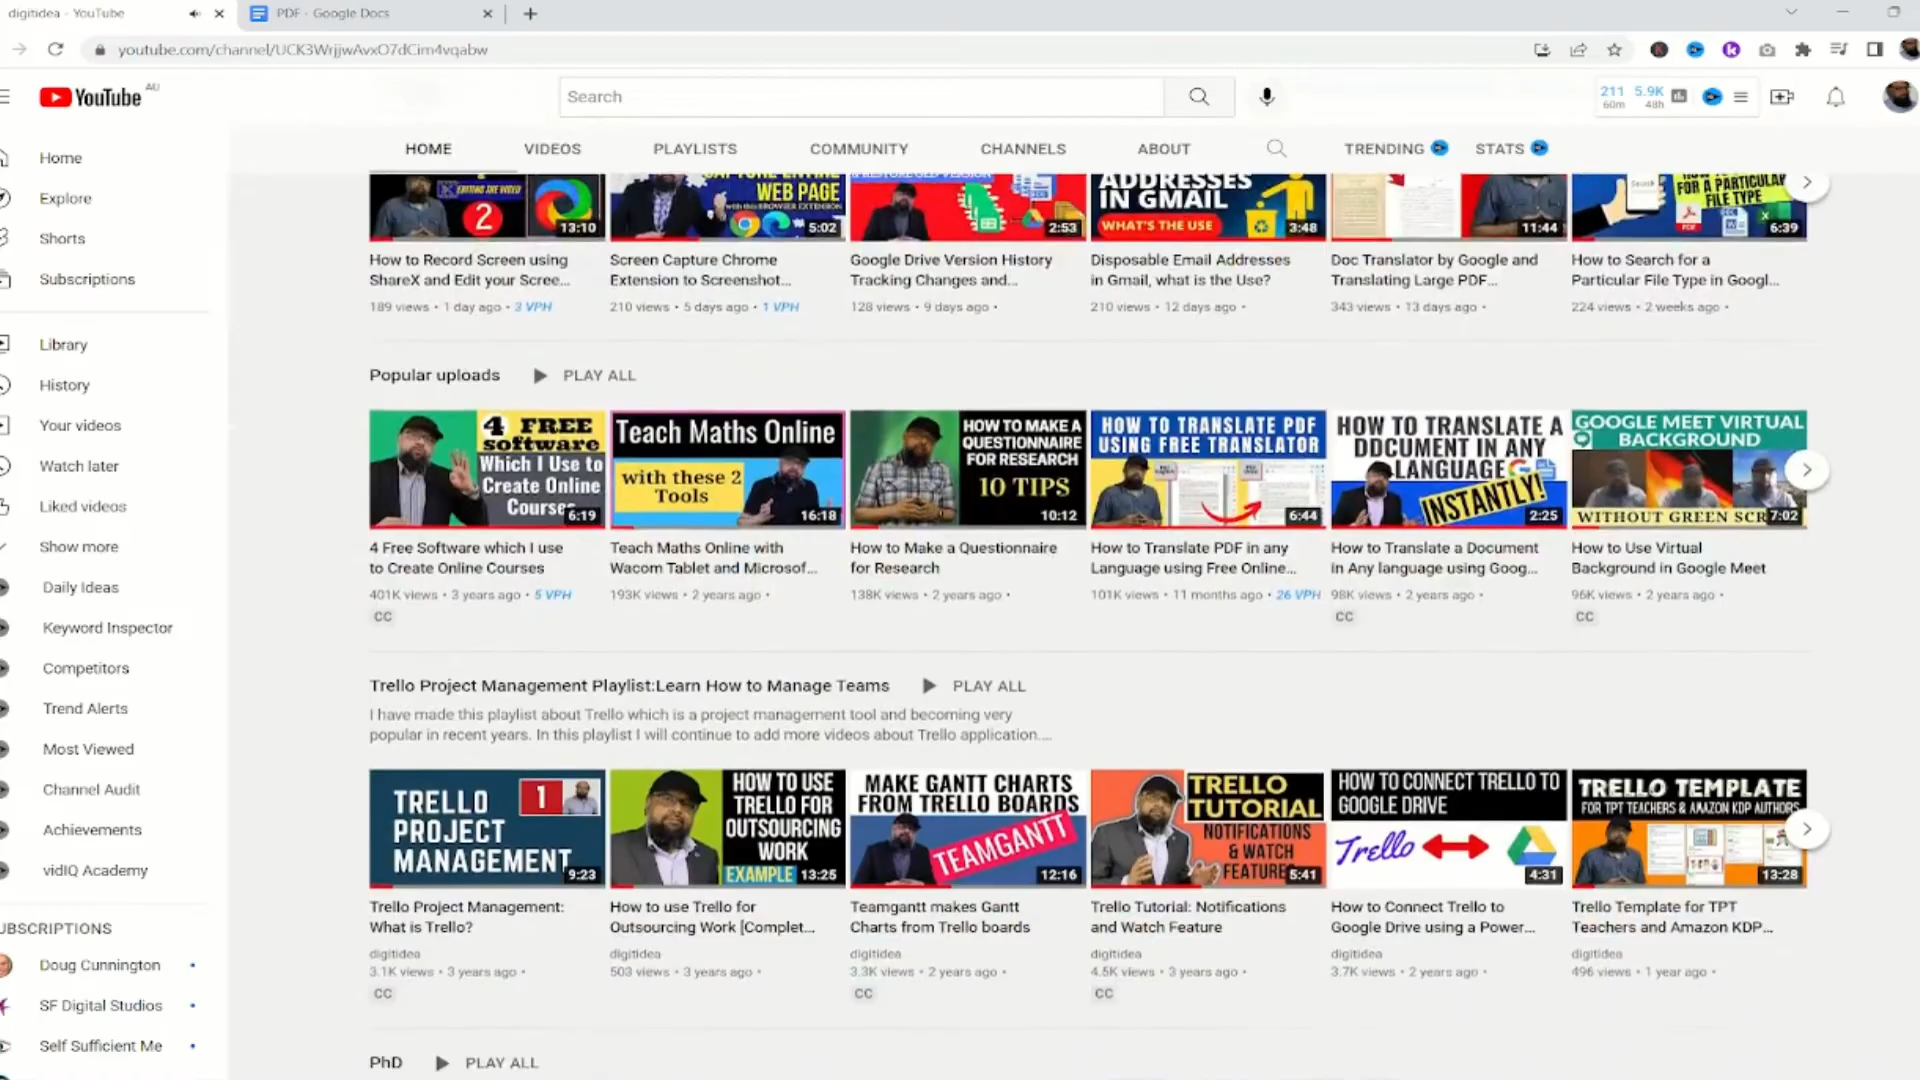 digitidea - YouTube
PDF - Google Docs
youtube.com/channel/UCK3WrjjwAvxO7dCim4vqabw
YouTube AU
Search
211 5.9K
60m 48h
HOME VIDEOS PLAYLISTS COMMUNITY CHANNELS ABOUT TRENDING STATS
Home
Explore
Shorts
Subscriptions
Library
History
Your videos
Watch later
Liked videos
Show more
Daily Ideas
Keyword Inspector
Competitors
Trend Alerts
Most Viewed
Channel Audit
Achievements
vidIQ Academy
UBSCRIPTIONS
Doug Cunnington
SF Digital Studios
Self Sufficient Me
EDITING THE VIDEO
2
13:10
How to Record Screen using
ShareX and Edit your Scree...
189 views • 1 day ago • 3 VPH
CAPTURE ENTIRE
WEB PAGE
with this BROWSER EXTENSION
5:02
Screen Capture Chrome
Extension to Screenshot...
210 views • 5 days ago • 1 VPH
2:53
Google Drive Version History
Tracking Changes and...
128 views • 9 days ago •
ADDRESSES
IN GMAIL
WHAT'S THE USE
3:48
Disposable Email Addresses
in Gmail, what is the Use?
210 views • 12 days ago •
11:44
Doc Translator by Google and
Translating Large PDF...
343 views • 13 days ago •
Search
FOR A PARTICULAR
FILE TYPE
PDF
6:39
How to Search for a
Particular File Type in Googl...
224 views • 2 weeks ago •
Popular uploads PLAY ALL
4 FREE
software
Which I Use to
Create Online
Courses
6:19
4 Free Software which I use
to Create Online Courses
401K views • 3 years ago • 5 VPH
CC
Teach Maths Online
with these 2
Tools
16:18
Teach Maths Online with
Wacom Tablet and Microsof...
193K views • 2 years ago •
HOW TO MAKE A
QUESTIONNAIRE
FOR RESEARCH
10 TIPS
10:12
How to Make a Questionnaire
for Research
138K views • 2 years ago •
HOW TO TRANSLATE PDF
USING FREE TRANSLATOR
6:44
How to Translate PDF in any
Language using Free Online...
101K views • 11 months ago • 26 VPH
HOW TO TRANSLATE A
DOCUMENT IN ANY
LANGUAGE
INSTANTLY!
2:25
How to Translate a Document
in Any language using Goog...
98K views • 2 years ago •
CC
GOOGLE MEET VIRTUAL
BACKGROUND
WITHOUT GREEN SCR
7:02
How to Use Virtual
Background in Google Meet
96K views • 2 years ago •
CC
Trello Project Management Playlist:Learn How to Manage Teams PLAY ALL
I have made this playlist about Trello which is a project management tool and becoming very
popular in recent years. In this playlist I will continue to add more videos about Trello application....
TRELLO
PROJECT
MANAGEMENT
1
9:23
Trello Project Management:
What is Trello?
digitidea
3.1K views • 3 years ago •
CC
HOW TO USE
TRELLO FOR
OUTSOURCING
WORK
EXAMPLE 13:25
How to use Trello for
Outsourcing Work [Complet...
digitidea
503 views • 3 years ago •
MAKE GANTT CHARTS
FROM TRELLO BOARDS
TEAMGANTT
12:16
Teamgantt makes Gantt
Charts from Trello boards
digitidea
3.3K views • 2 years ago •
CC
TRELLO
TUTORIAL
NOTIFICATIONS
& WATCH
FEATURE
5:41
Trello Tutorial: Notifications
and Watch Feature
digitidea
4.5K views • 3 years ago •
CC
HOW TO CONNECT TRELLO TO
GOOGLE DRIVE
Trello
4:31
How to Connect Trello to
Google Drive using a Power...
digitidea
3.7K views • 2 years ago •
TRELLO TEMPLATE
FOR TPT TEACHERS & AMAZON KDP AUTHORS
13:28
Trello Template for TPT
Teachers and Amazon KDP...
digitidea
496 views • 1 year ago •
PhD PLAY ALL